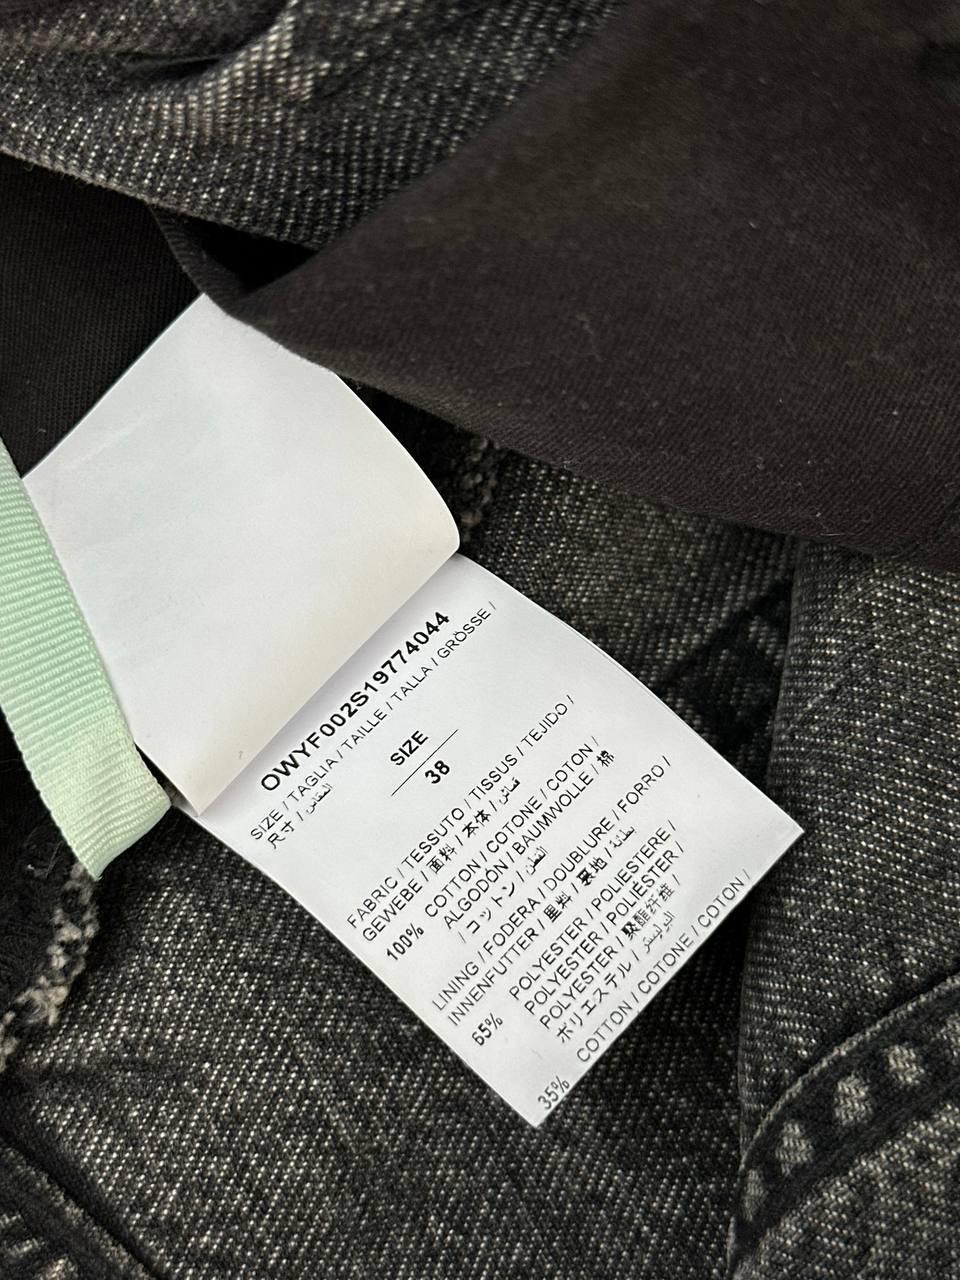 OWYF002S19774044
SIZE / TAGLIA / TAILLE / TALLA / GRÖSSE /
尺寸 / المقاس
SIZE
38
FABRIC / TESSUTO / TISSUS / TEJIDO /
GEWEBE / 面料 / 本体 / قماش
100% COTTON / COTONE / COTON /
ALGODÓN / BAUMWOLLE / 棉
/ コットン / القطن
LINING / FODERA / DOUBLURE / FORRO /
INNENFUTTER / 里料 / 裏地 / بطانة
65% POLYESTER / POLIESTERE /
POLYESTER / POLIÉSTER /
POLYESTER / 聚酯纤维 /
ポリエステル / البوليستر
35% COTTON / COTONE / COTON /